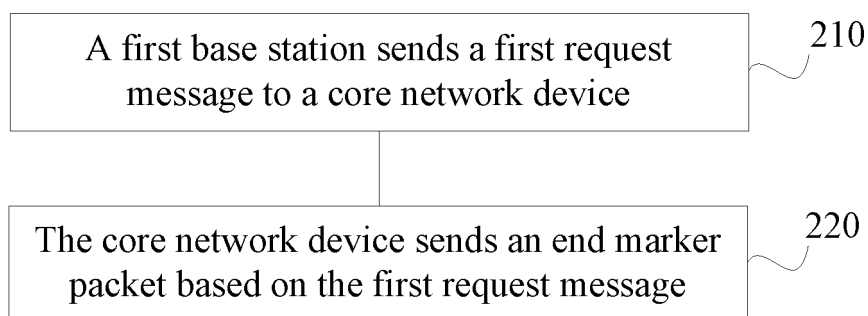 A first base station sends a first request
message to a core network device
210
The core network device sends an end marker
packet based on the first request message
220